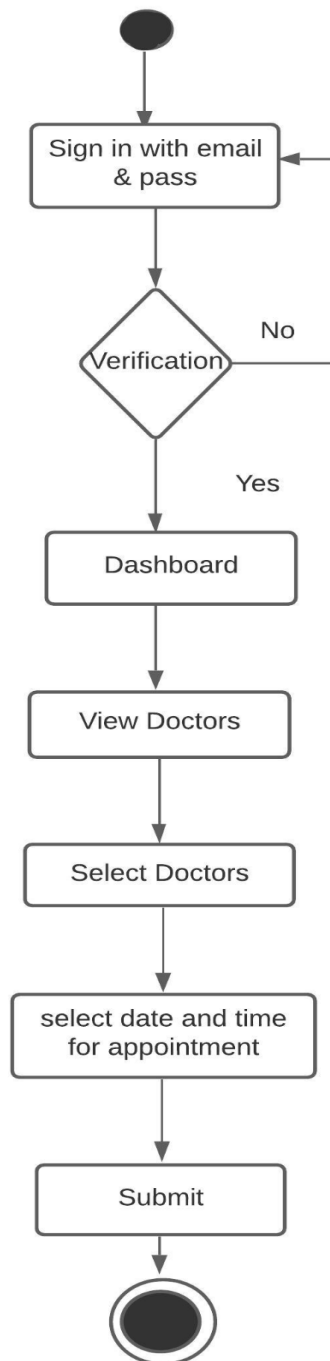 Sign in with email
& pass
Verification
No
Yes
Dashboard
View Doctors
Select Doctors
select date and time
for appointment
Submit